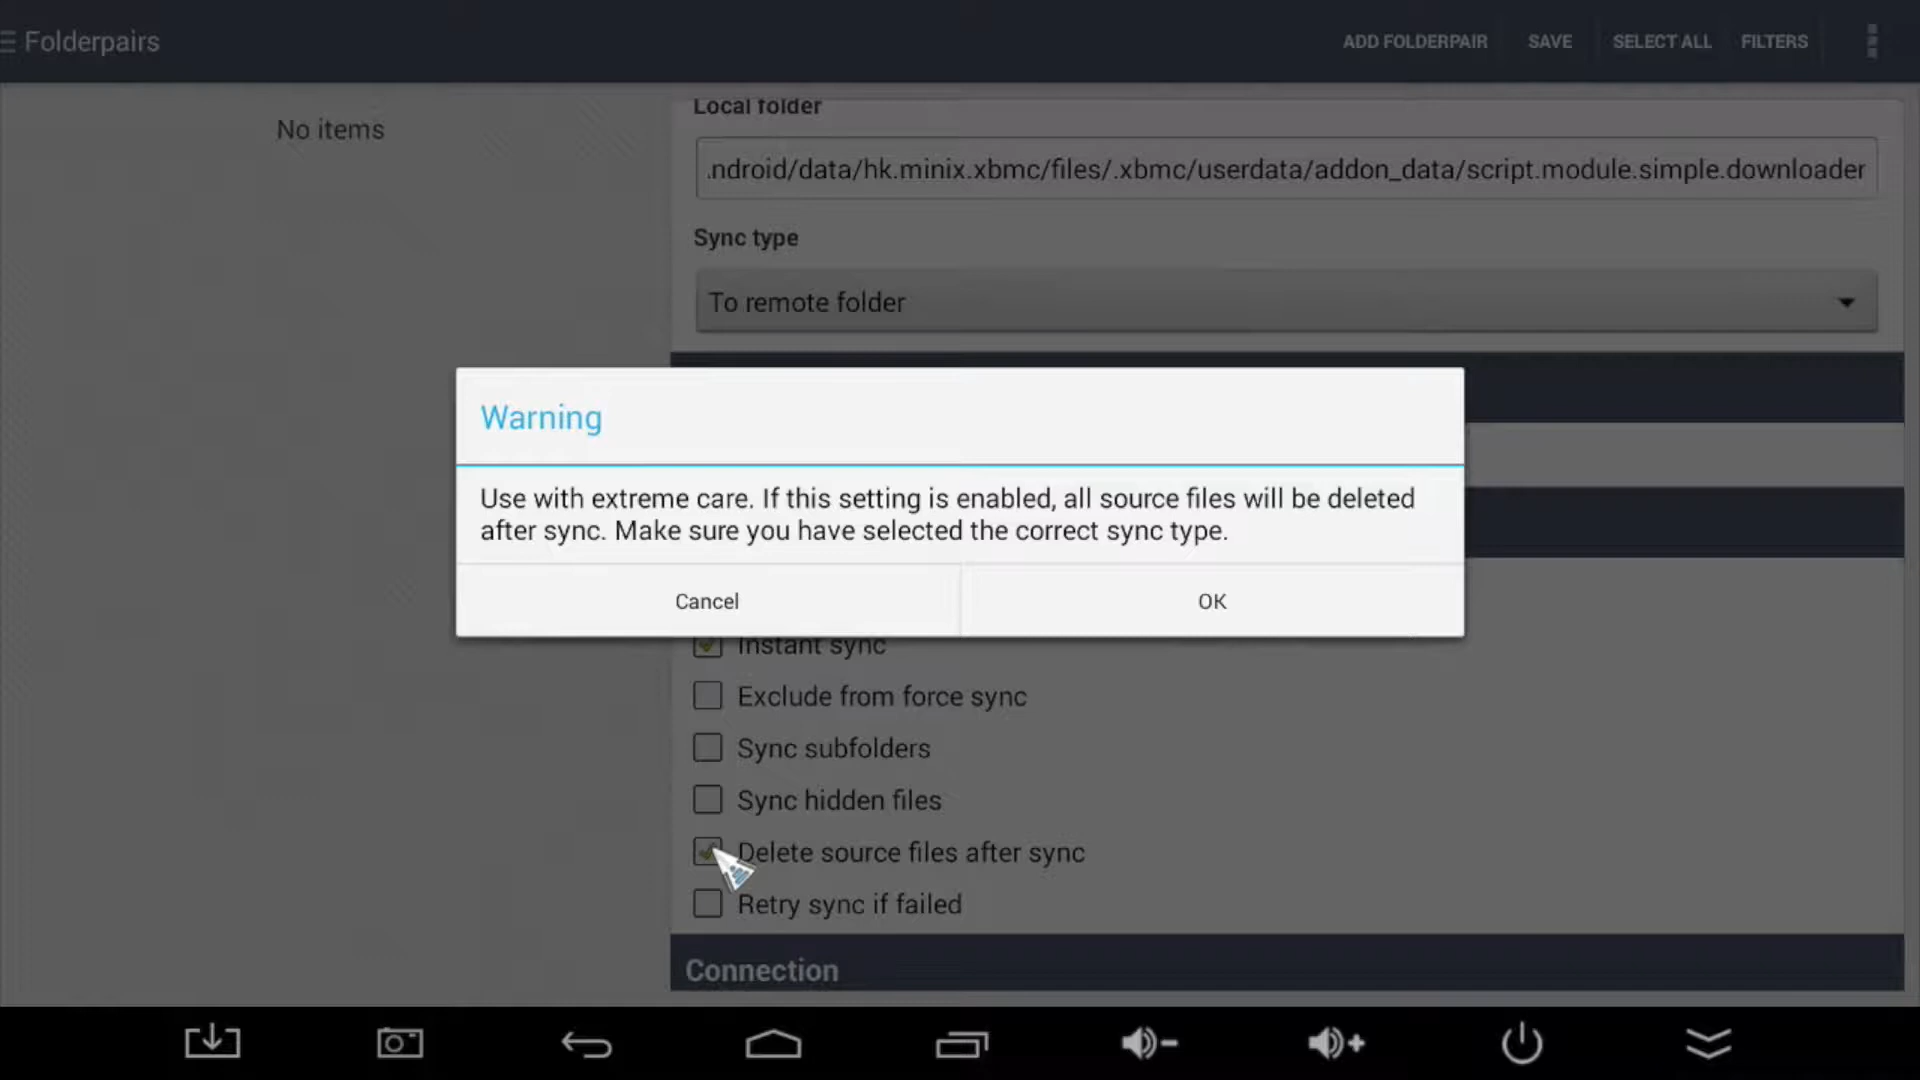 Folderpairs
ADD FOLDERPAIR SAVE SELECT ALL FILTERS
No items
Local folder
.ndroid/data/hk.minix.xbmc/files/.xbmc/userdata/addon_data/script.module.simple.downloader
Sync type
To remote folder
Warning
Use with extreme care. If this setting is enabled, all source files will be deleted
after sync. Make sure you have selected the correct sync type.
Cancel OK
Instant sync
Exclude from force sync
Sync subfolders
Sync hidden files
Delete source files after sync
Retry sync if failed
Connection